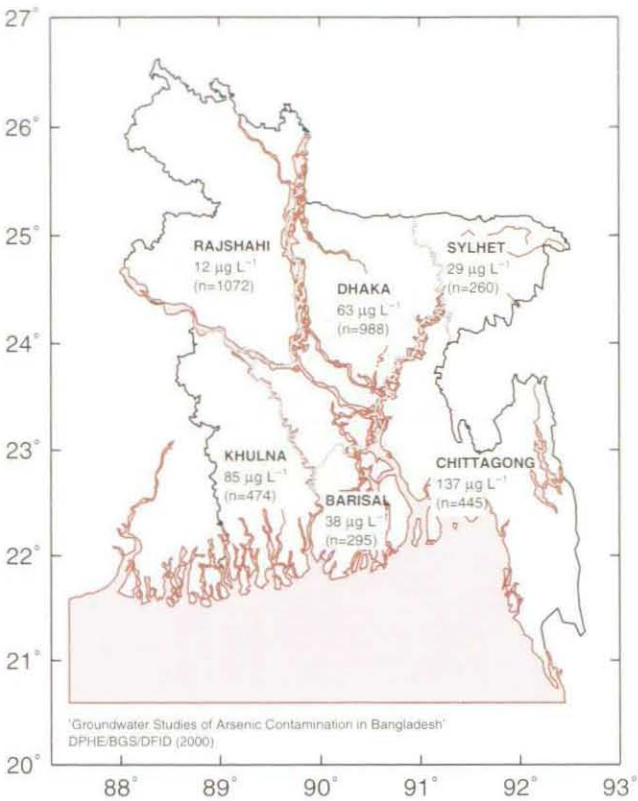 27°
26°
25°
24°
23°
22°
21°
20°
RAJSHAHI
12 µg L⁻¹
(n=1072)
SYLHET
29 µg L⁻¹
(n=260)
DHAKA
63 µg L⁻¹
(n=988)
KHULNA
85 µg L⁻¹
(n=474)
CHITTAGONG
137 µg L⁻¹
(n=445)
BARISAL
38 µg L⁻¹
(n=295)
'Groundwater Studies of Arsenic Contamination in Bangladesh'
DPHE/BGS/DFID (2000)
88° 89° 90° 91° 92° 93°